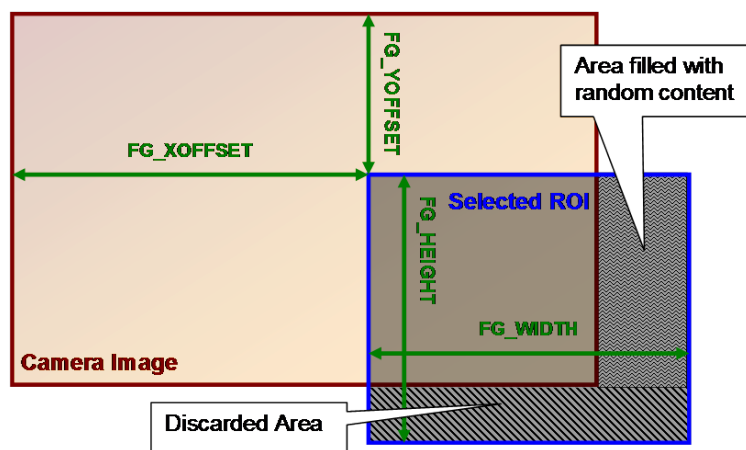 FG_YOFFSET
Area filled with
random content
FG_XOFFSET
Selected ROI
FG_HEIGHT
FG_WIDTH
Camera Image
Discarded Area